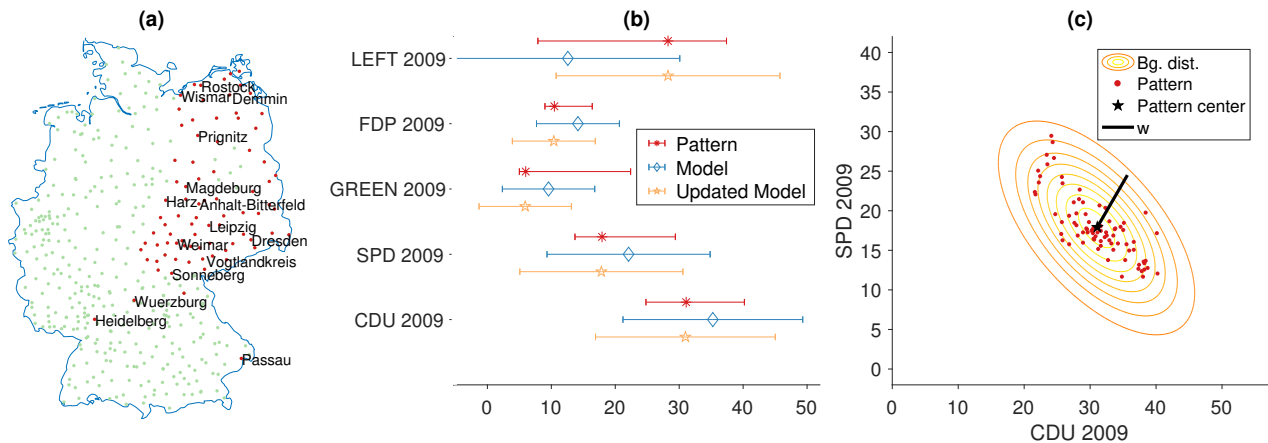 (a)
Rostock
Wismar
Demmin
Prignitz
Magdeburg
Harz
Anhalt-Bitterfeld
Leipzig
Weimar
Dresden
Vogtlandkreis
Sonneberg
Wuerzburg
Heidelberg
Passau
(b)
LEFT 2009
FDP 2009
GREEN 2009
SPD 2009
CDU 2009
Pattern
Model
Updated Model
0 10 20 30 40 50
(c)
SPD 2009
40
35
30
25
20
15
10
5
0
Bg. dist.
Pattern
Pattern center
w
0 10 20 30 40 50
CDU 2009